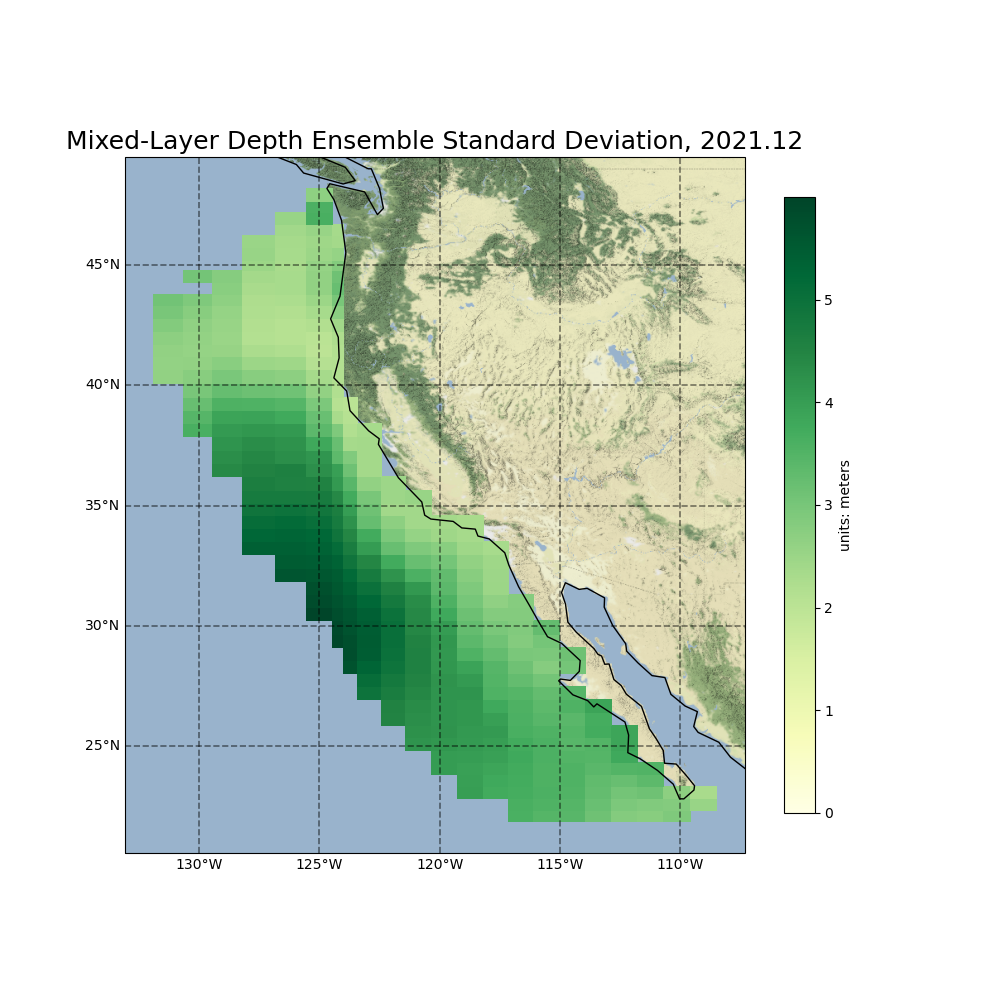 Mixed-Layer Depth Ensemble Standard Deviation, 2021.12
45°N
40°N
35°N
30°N
25°N
130°W 125°W 120°W 115°W 110°W
5
4
3
2
1
0
units: meters